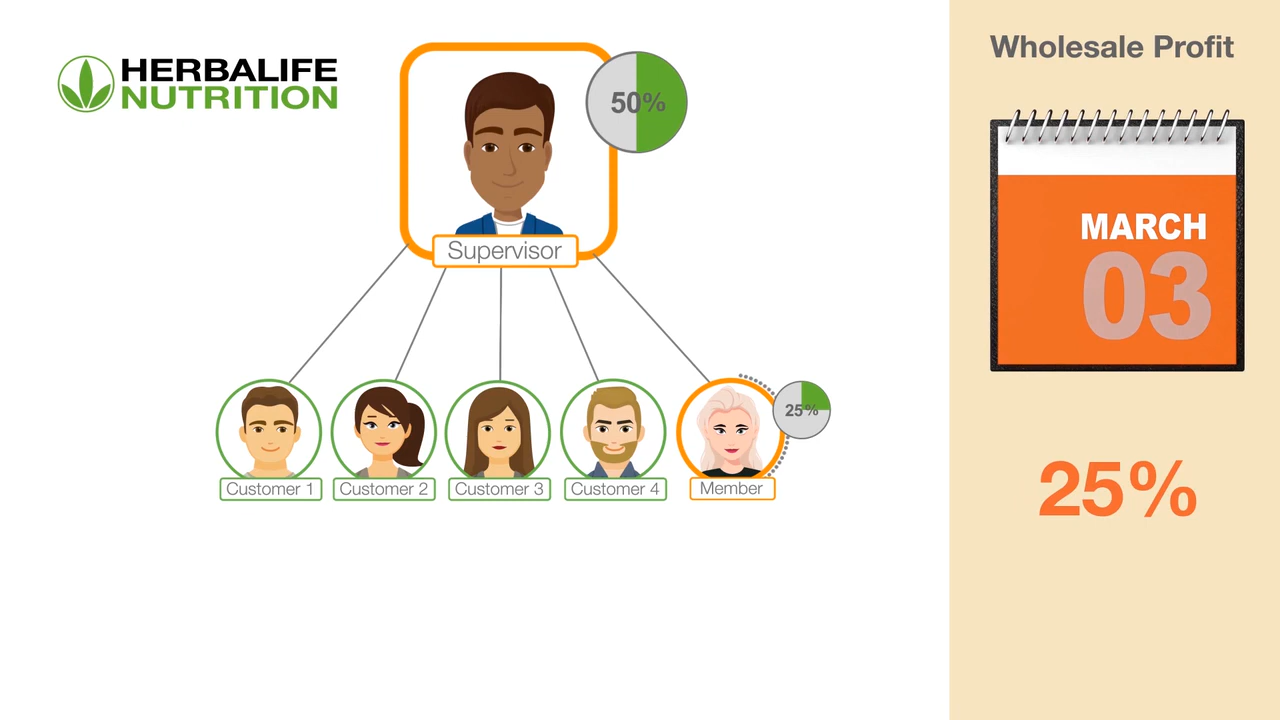 HERBALIFE
NUTRITION
50%
Supervisor
25%
Customer 1
Customer 2
Customer 3
Customer 4
Member
Wholesale Profit
MARCH
03
25%